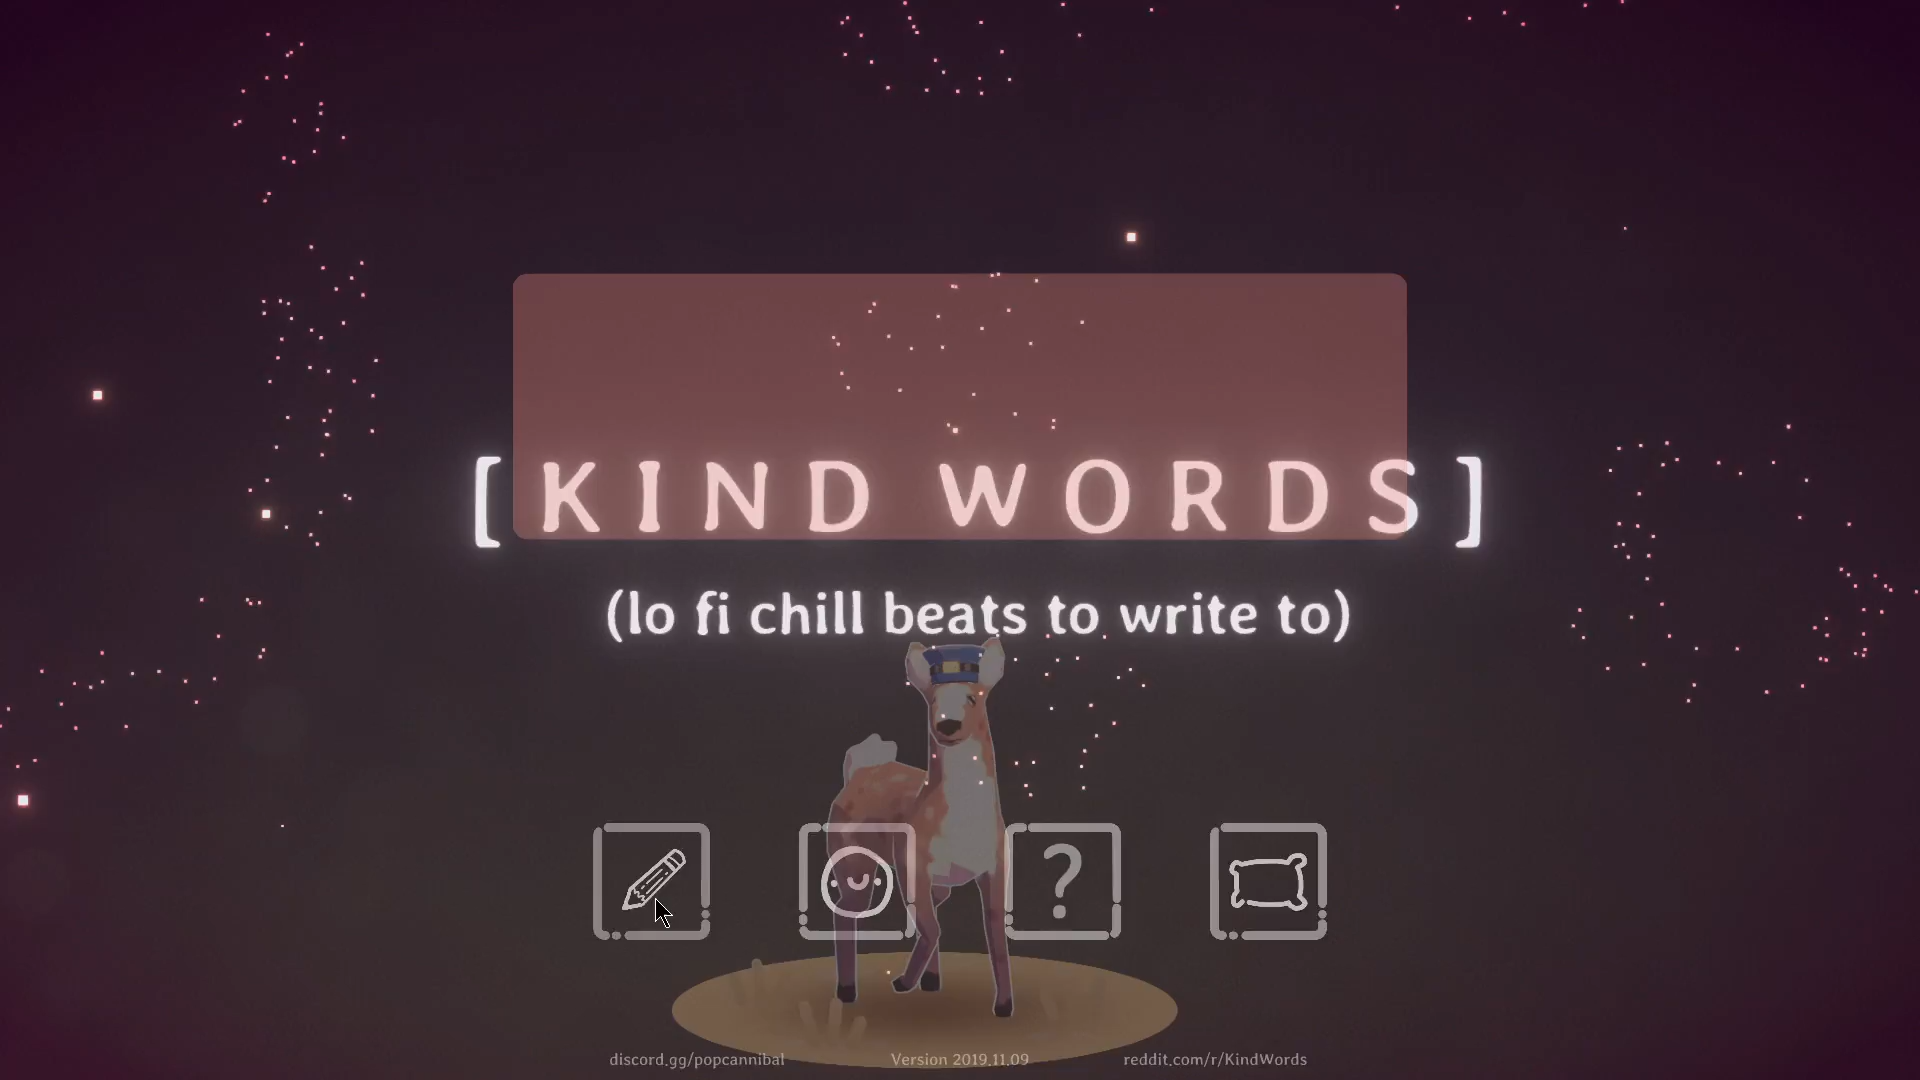 [KIND WORDS]
(lo fi chill beats to write to)
?
discord.gg/popcannibal
Version 2019.11.09
reddit.com/r/KindWords